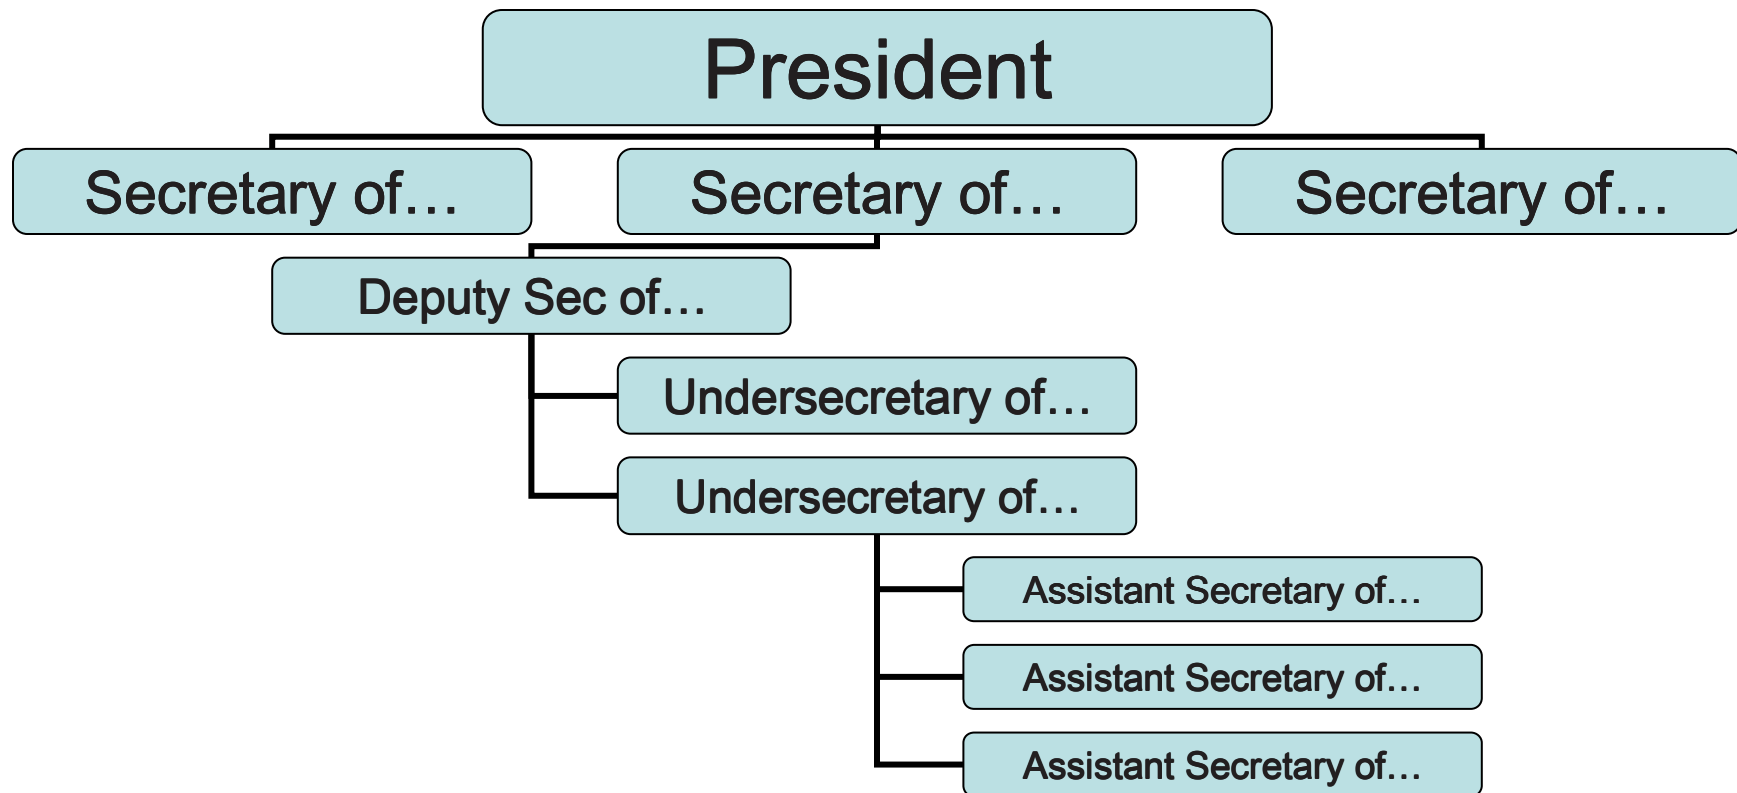 President
Secretary of...
Secretary of...
Secretary of...
Deputy Sec of...
Undersecretary of...
Undersecretary of...
Assistant Secretary of...
Assistant Secretary of...
Assistant Secretary of...